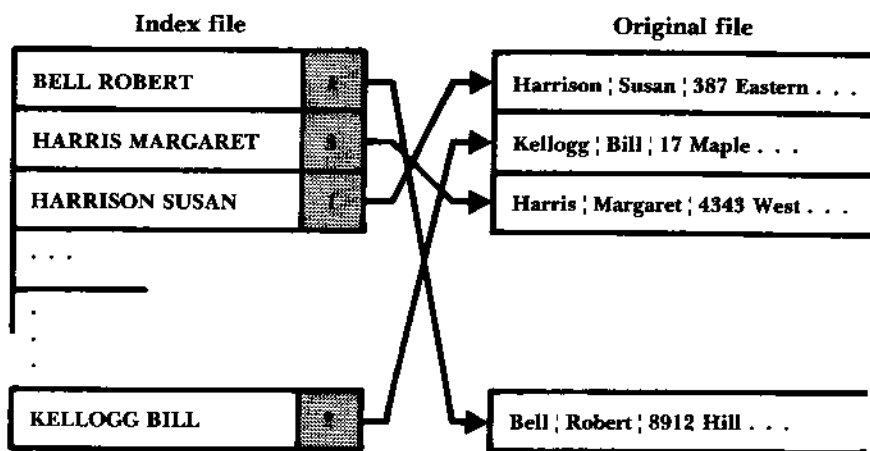 Index file
BELL ROBERT
HARRIS MARGARET
HARRISON SUSAN
. . .
.
.
.
KELLOGG BILL
Original file
Harrison ¦ Susan ¦ 387 Eastern . . .
Kellogg ¦ Bill ¦ 17 Maple . . .
Harris ¦ Margaret ¦ 4343 West . . .
Bell ¦ Robert ¦ 8912 Hill . . .